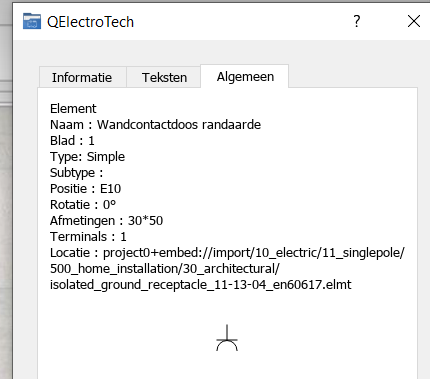 QElectroTech
Informatie Teksten Algemeen
Element
Naam : Wandcontactdoos randaarde
Blad : 1
Type: Simple
Subtype :
Positie : E10
Rotatie : 0°
Afmetingen : 30*50
Terminals : 1
Locatie : project0+embed://import/10_electric/11_singlepole/
500_home_installation/30_architectural/
isolated_ground_receptacle_11-13-04_en60617.elmt